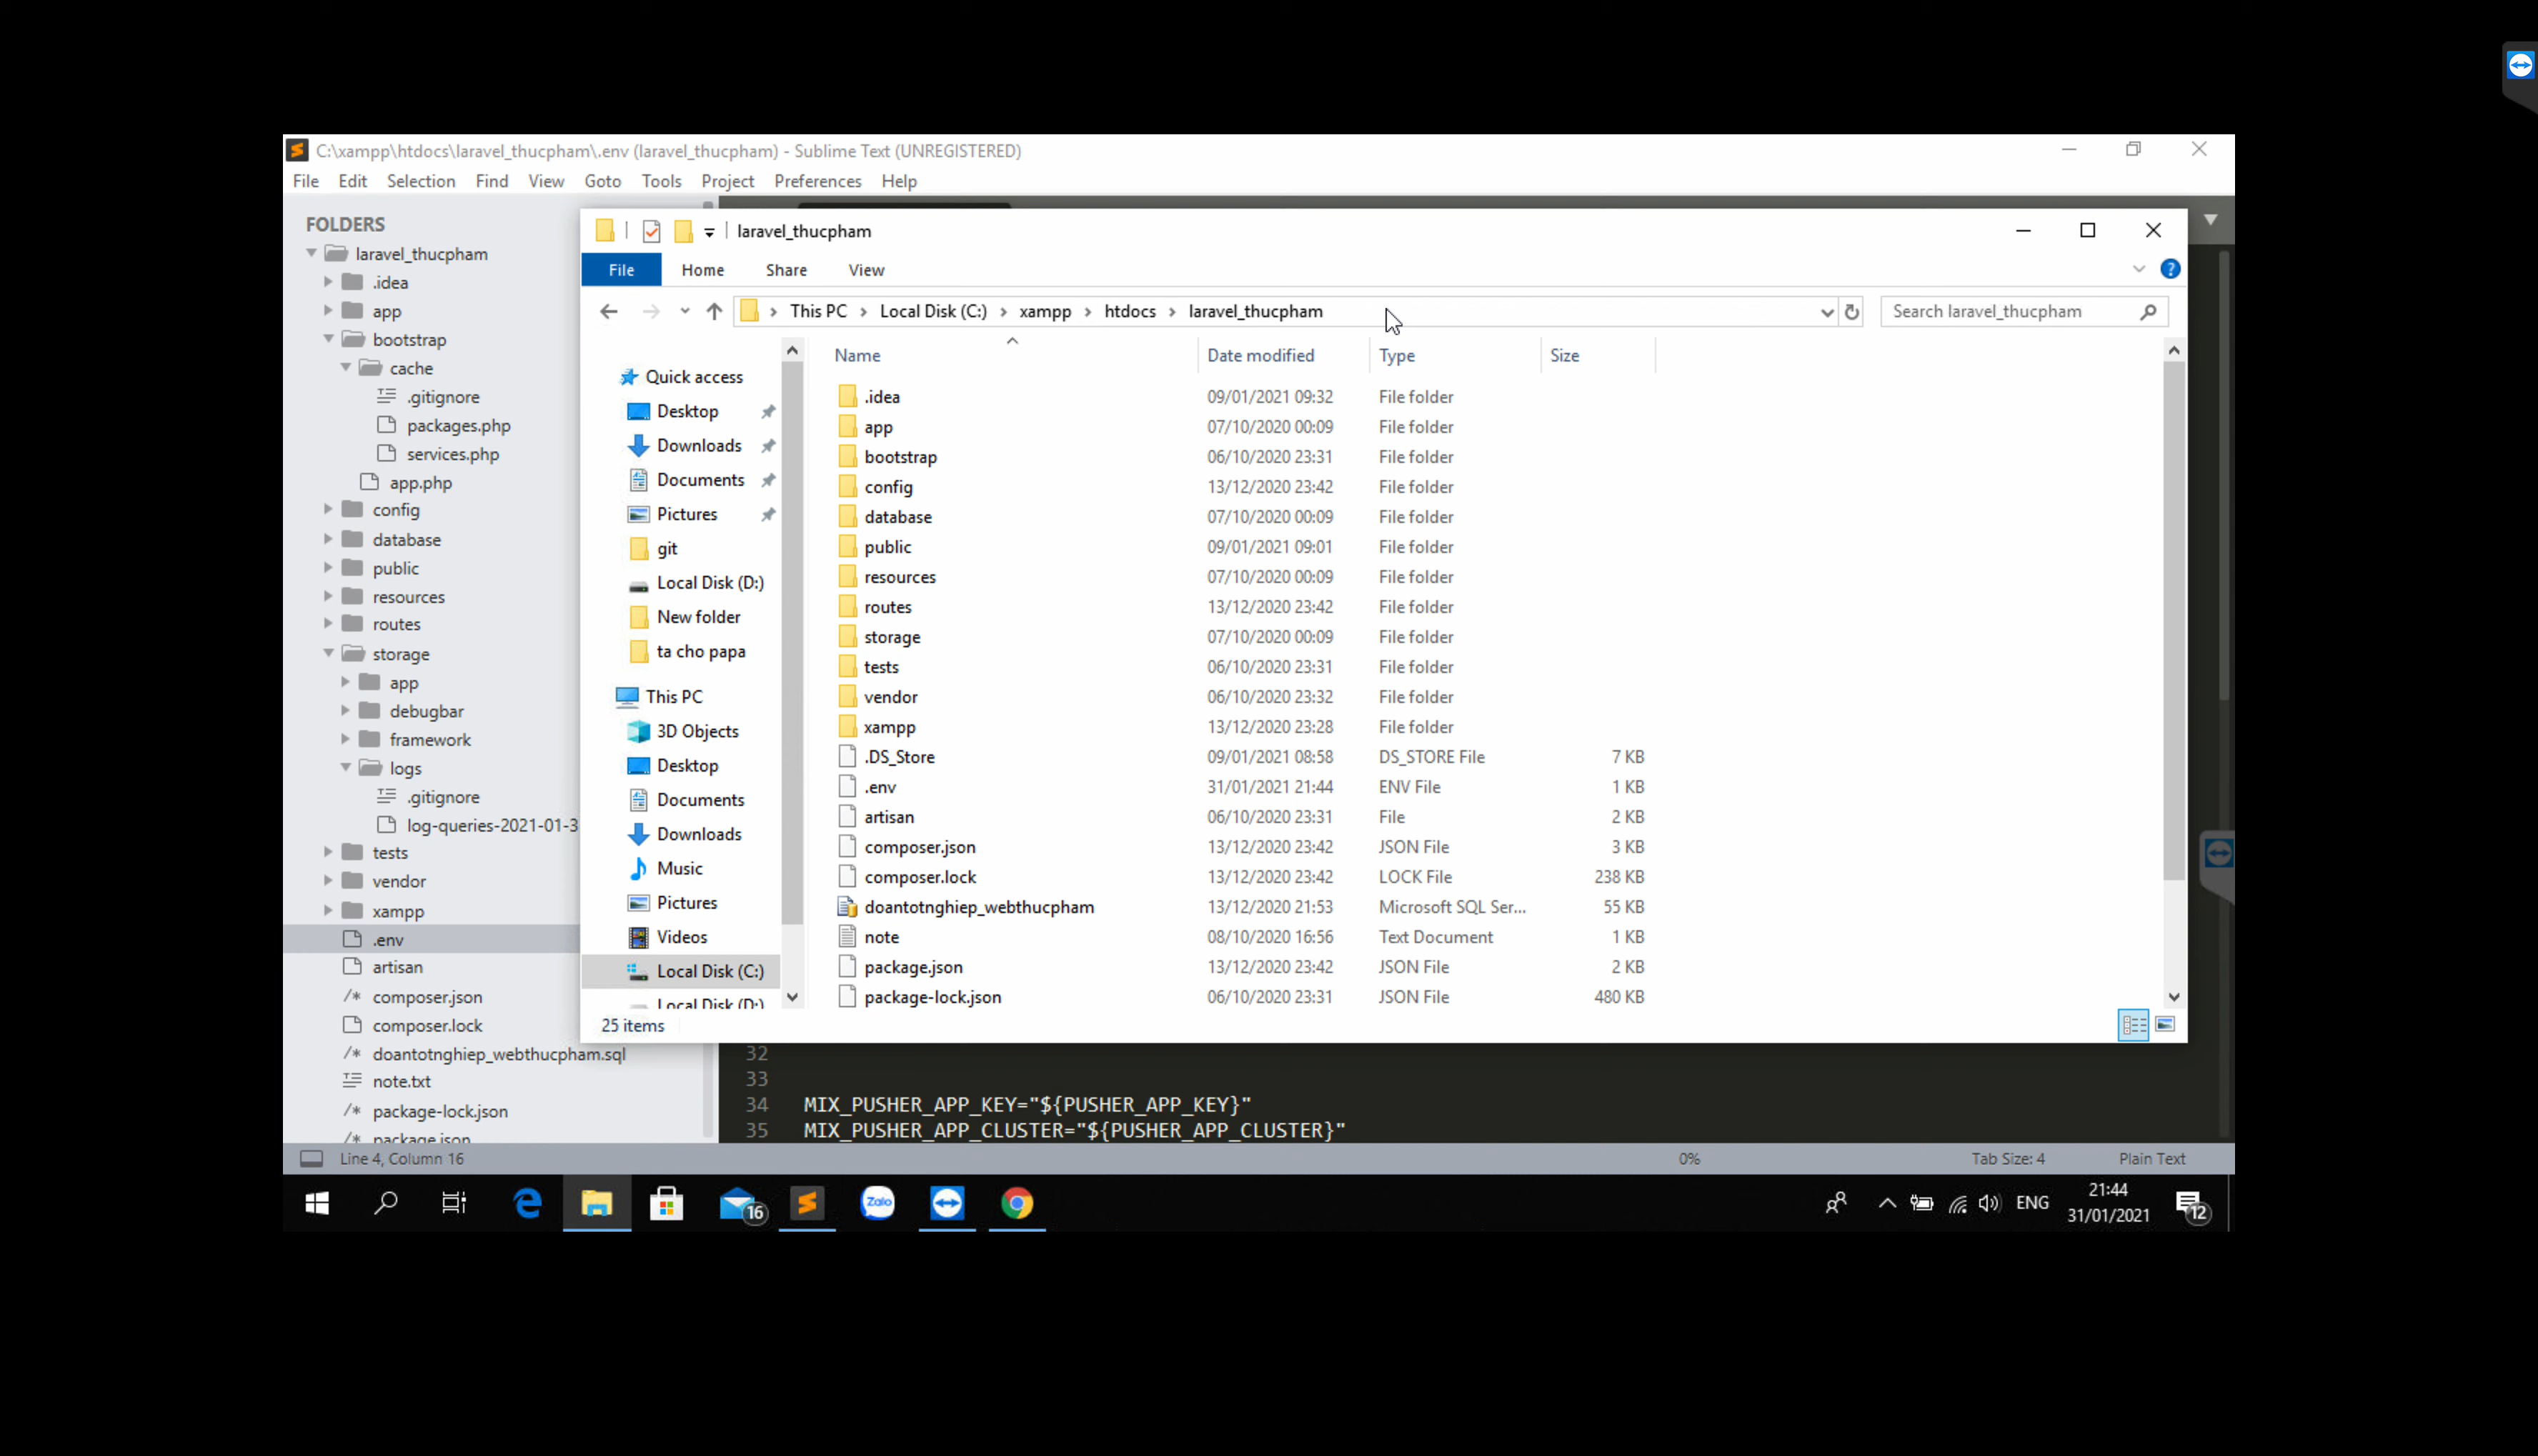 C:\xampp\htdocs\laravel_thucpham\.env (laravel_thucpham) - Sublime Text (UNREGISTERED)
File Edit Selection Find View Goto Tools Project Preferences Help
FOLDERS
laravel_thucpham
.idea
app
bootstrap
cache
.gitignore
packages.php
services.php
app.php
config
database
public
resources
routes
storage
app
debugbar
framework
logs
.gitignore
log-queries-2021-01-3
tests
vendor
xampp
.env
artisan
composer.json
composer.lock
doantotnghiep_webthucpham.sql
note.txt
package-lock.json
package.json
laravel_thucpham
File Home Share View
This PC Local Disk (C:) xampp htdocs laravel_thucpham
Search laravel_thucpham
Quick access
Desktop
Downloads
Documents
Pictures
git
Local Disk (D:)
New folder
ta cho papa
This PC
3D Objects
Desktop
Documents
Downloads
Music
Pictures
Videos
Local Disk (C:)
Local Disk (D:)
Name Date modified Type Size
.idea 09/01/2021 09:32 File folder
app 07/10/2020 00:09 File folder
bootstrap 06/10/2020 23:31 File folder
config 13/12/2020 23:42 File folder
database 07/10/2020 00:09 File folder
public 09/01/2021 09:01 File folder
resources 07/10/2020 00:09 File folder
routes 13/12/2020 23:42 File folder
storage 07/10/2020 00:09 File folder
tests 06/10/2020 23:31 File folder
vendor 06/10/2020 23:32 File folder
xampp 13/12/2020 23:28 File folder
.DS_Store 09/01/2021 08:58 DS_STORE File 7 KB
.env 31/01/2021 21:44 ENV File 1 KB
artisan 06/10/2020 23:31 File 2 KB
composer.json 13/12/2020 23:42 JSON File 3 KB
composer.lock 13/12/2020 23:42 LOCK File 238 KB
doantotnghiep_webthucpham 13/12/2020 21:53 Microsoft SQL Ser... 55 KB
note 08/10/2020 16:56 Text Document 1 KB
package.json 13/12/2020 23:42 JSON File 2 KB
package-lock.json 06/10/2020 23:31 JSON File 480 KB
25 items
32
33
34 MIX_PUSHER_APP_KEY="${PUSHER_APP_KEY}"
35 MIX_PUSHER_APP_CLUSTER="${PUSHER_APP_CLUSTER}"
Line 4, Column 16 0% Tab Size: 4 Plain Text
16 Zalo ENG 21:44 12
31/01/2021